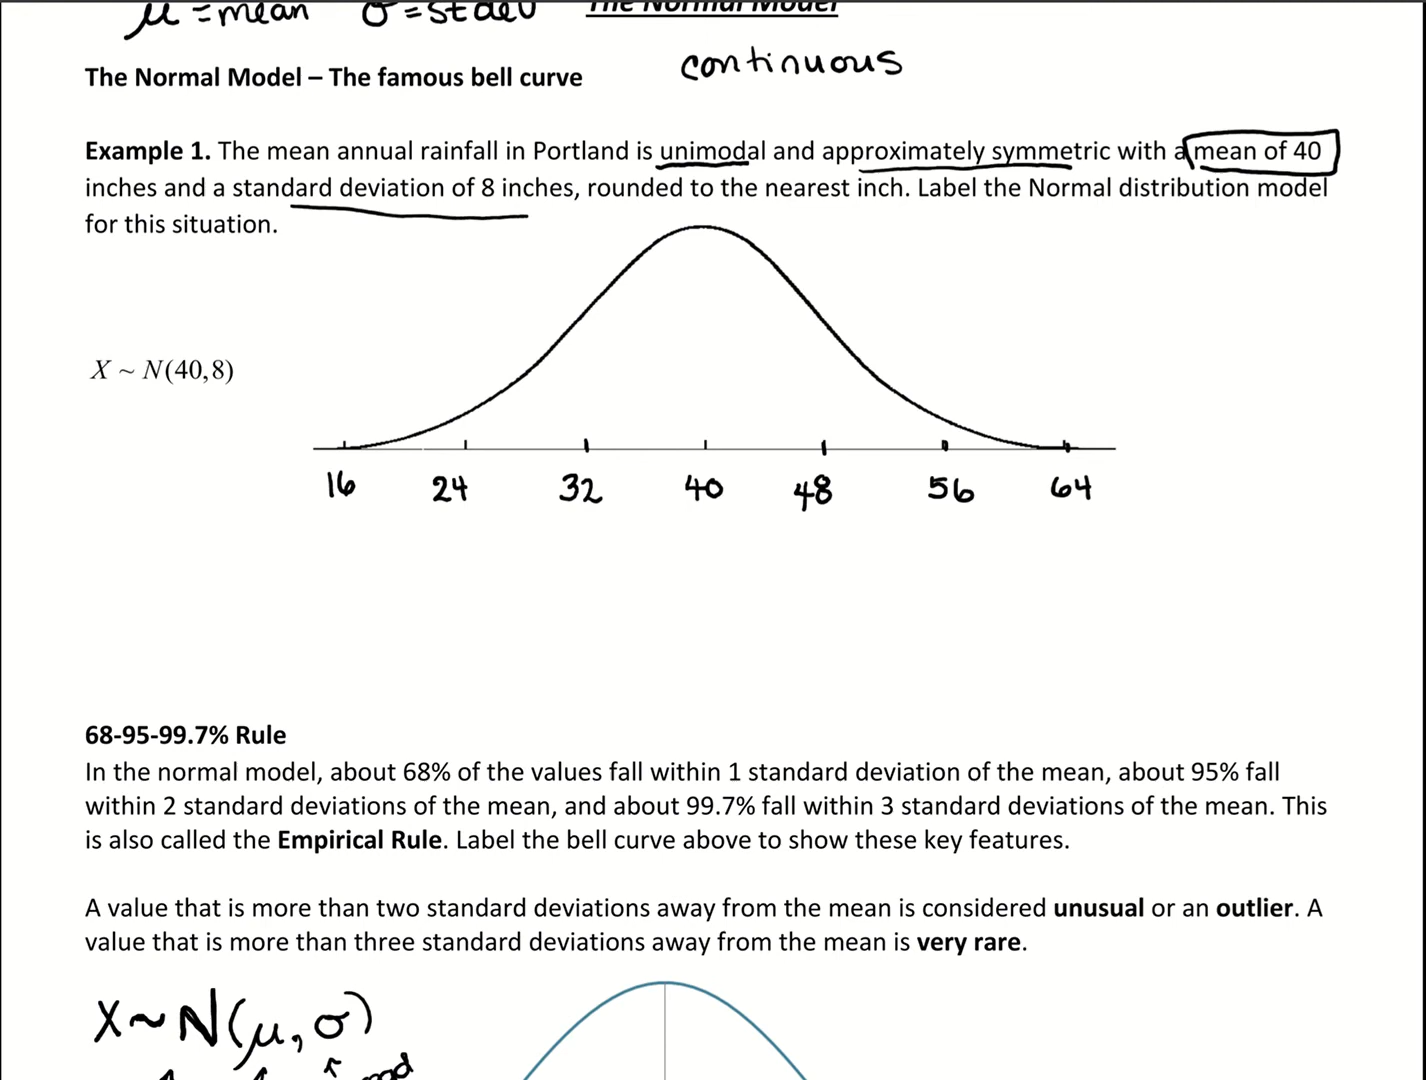 μ = mean σ = stdev The Normal Model
The Normal Model – The famous bell curve continuous
Example 1. The mean annual rainfall in Portland is unimodal and approximately symmetric with a mean of 40
inches and a standard deviation of 8 inches, rounded to the nearest inch. Label the Normal distribution model
for this situation.
X ~ N(40,8)
16 24 32 40 48 56 64
68-95-99.7% Rule
In the normal model, about 68% of the values fall within 1 standard deviation of the mean, about 95% fall
within 2 standard deviations of the mean, and about 99.7% fall within 3 standard deviations of the mean. This
is also called the Empirical Rule. Label the bell curve above to show these key features.
A value that is more than two standard deviations away from the mean is considered unusual or an outlier. A
value that is more than three standard deviations away from the mean is very rare.
X~N(μ, σ)